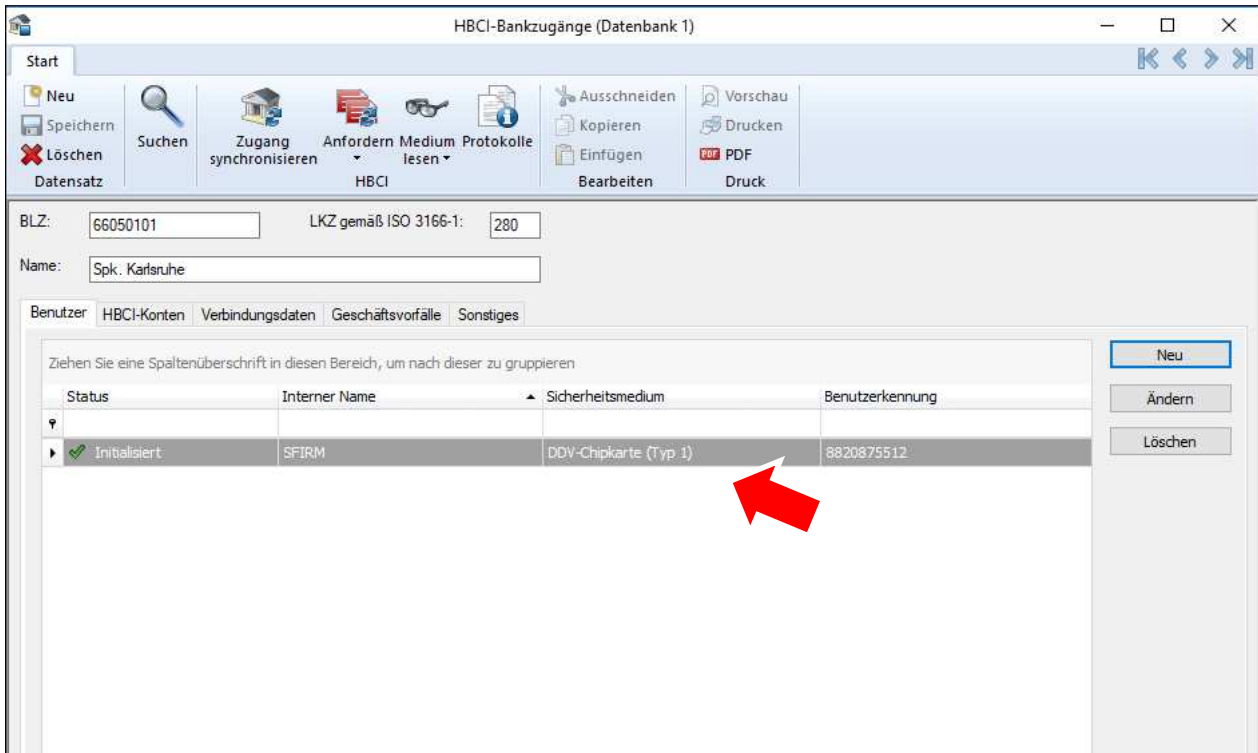 HBCI-Bankzugänge (Datenbank 1)
Start
Neu
Speichern
Löschen
Datensatz
Suchen
Zugang
synchronisieren
Anfordern
Medium
lesen
Protokolle
HBCI
Ausschneiden
Kopieren
Einfügen
Bearbeiten
Vorschau
Drucken
PDF PDF
Druck
BLZ: 66050101 LKZ gemäß ISO 3166-1: 280
Name: Spk. Karlsruhe
Benutzer HBCI-Konten Verbindungsdaten Geschäftsvorfälle Sonstiges
Ziehen Sie eine Spaltenüberschrift in diesen Bereich, um nach dieser zu gruppieren
Status Interner Name Sicherheitsmedium Benutzerkennung
Initialisiert SFIRM DDV-Chipkarte (Typ 1) 8820875512
Neu
Ändern
Löschen